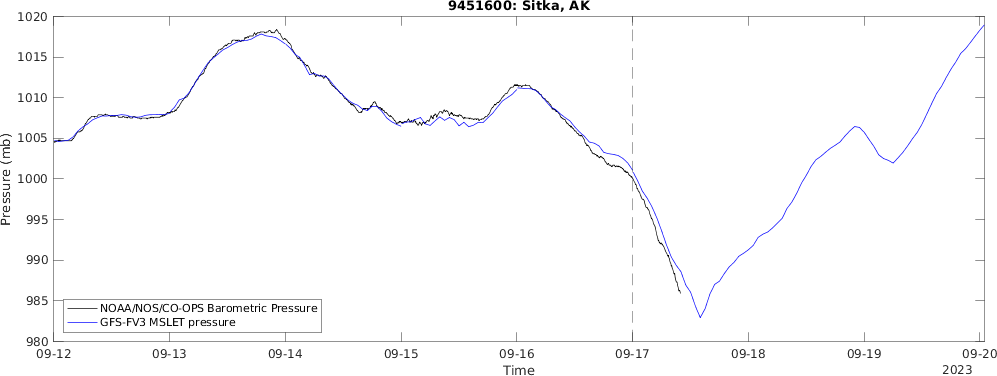 9451600: Sitka, AK
1020
1015
1010
1005
1000
995
990
985
980
Pressure (mb)
NOAA/NOS/CO-OPS Barometric Pressure
GFS-FV3 MSLET pressure
09-12 09-13 09-14 09-15 09-16 09-17 09-18 09-19 09-20
Time
2023